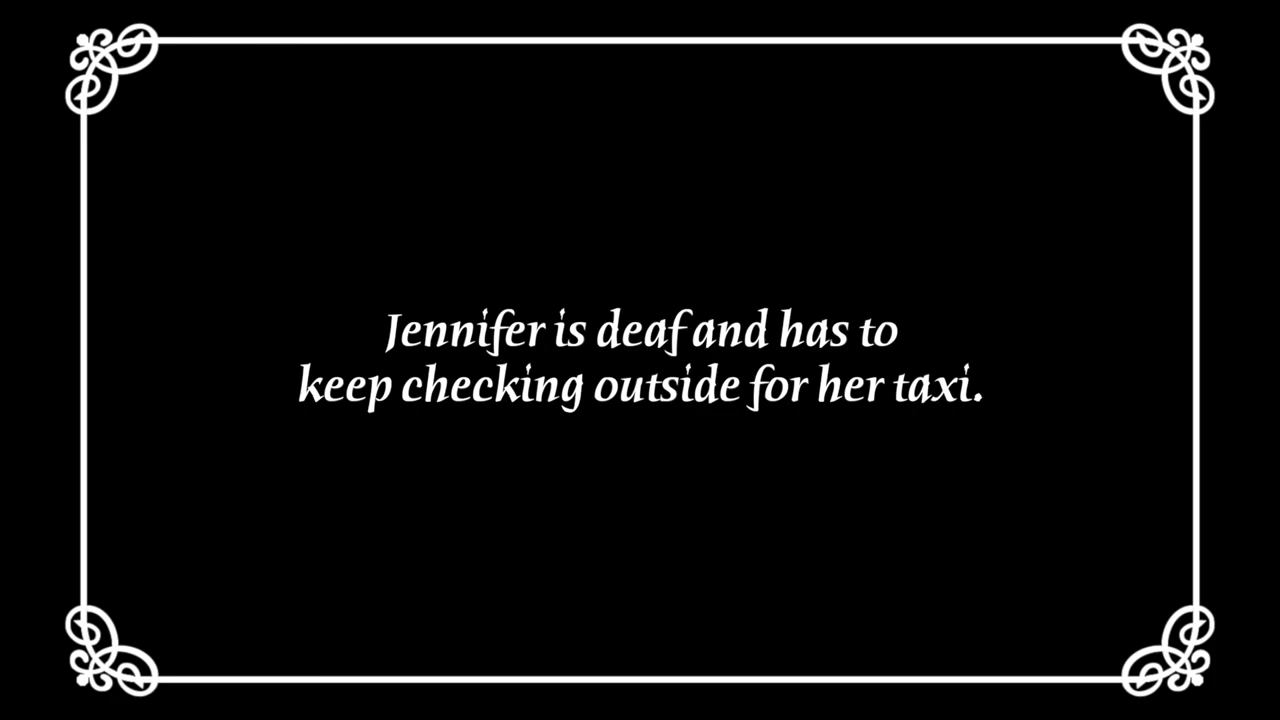 Jennifer is deaf and has to
keep checking outside for her taxi.